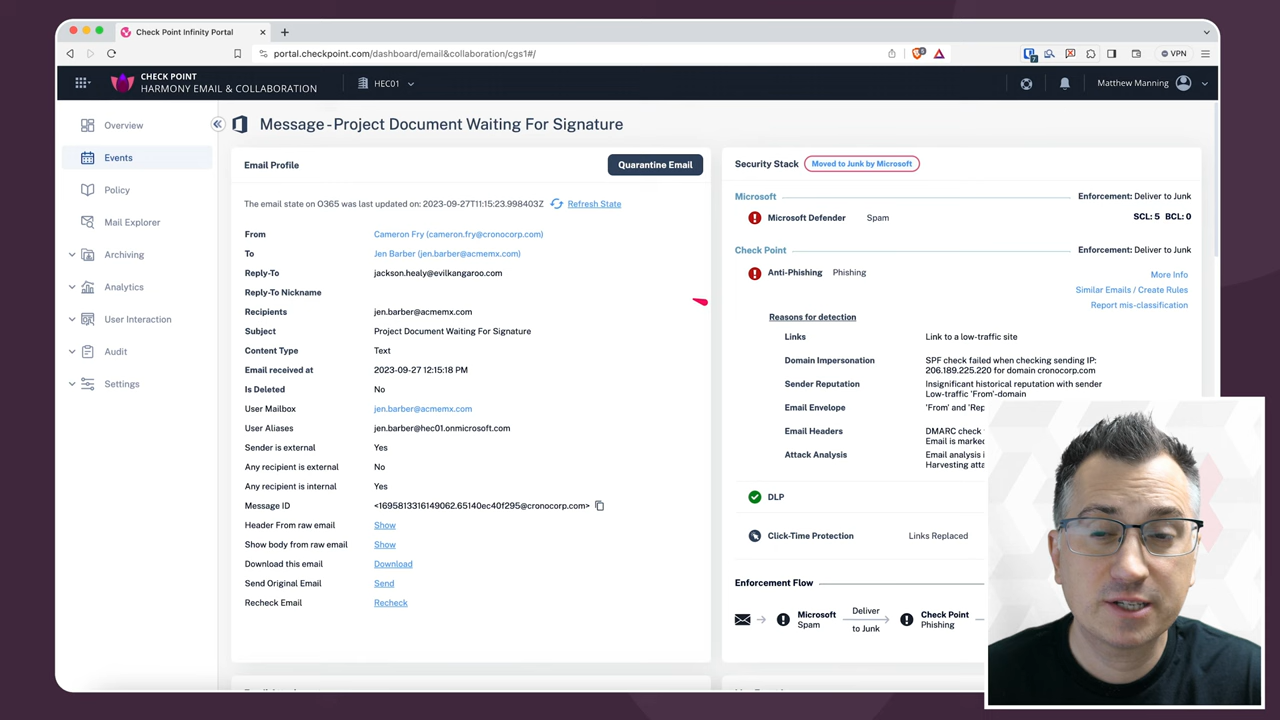 Check Point Infinity Portal
portal.checkpoint.com/dashboard/email&collaboration/cgs1#/
VPN
CHECK POINT
HARMONY EMAIL & COLLABORATION
HEC01
Matthew Manning
Overview
Events
Policy
Mail Explorer
Archiving
Analytics
User Interaction
Audit
Settings
Message - Project Document Waiting For Signature
Email Profile
Quarantine Email
The email state on O365 was last updated on: 2023-09-27T11:15:23.998403Z Refresh State
From Cameron Fry (cameron.fry@cronocorp.com)
To Jen Barber (jen.barber@acmemx.com)
Reply-To jackson.healy@evilkangaroo.com
Reply-To Nickname
Recipients jen.barber@acmemx.com
Subject Project Document Waiting For Signature
Content Type Text
Email received at 2023-09-27 12:15:18 PM
Is Deleted No
User Mailbox jen.barber@acmemx.com
User Aliases jen.barber@hec01.onmicrosoft.com
Sender is external Yes
Any recipient is external No
Any recipient is internal Yes
Message ID <1695813316149062.65140ec40f295@cronocorp.com>
Header From raw email Show
Show body from raw email Show
Download this email Download
Send Original Email Send
Recheck Email Recheck
Security Stack Moved to Junk by Microsoft
Microsoft Enforcement: Deliver to Junk
Microsoft Defender Spam SCL: 5 BCL: 0
Check Point Enforcement: Deliver to Junk
Anti-Phishing Phishing
More Info
Similar Emails / Create Rules
Report mis-classification
Reasons for detection
Links Link to a low-traffic site
Domain Impersonation SPF check failed when checking sending IP:
206.189.225.220 for domain cronocorp.com
Sender Reputation Insignificant historical reputation with sender
Low-traffic 'From'-domain
Email Envelope 'From' and
Email Headers DMARC check
Email is marked
Attack Analysis Email analysis
Harvesting
DLP
Click-Time Protection Links Replaced
Enforcement Flow
Microsoft
Spam
Deliver
to Junk
Check Point
Phishing